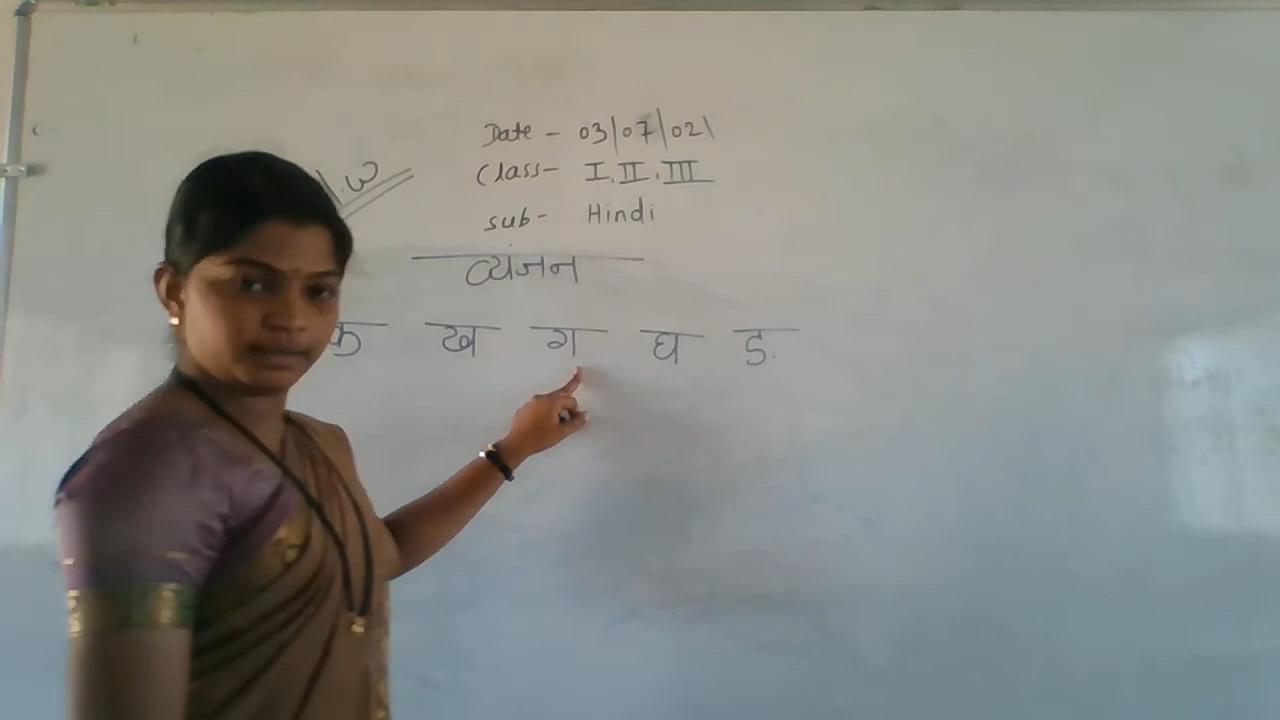 Date - 03/07/021
Class- I.II.III
Sub- Hindi
व्यंजन
क ख ग घ ङ